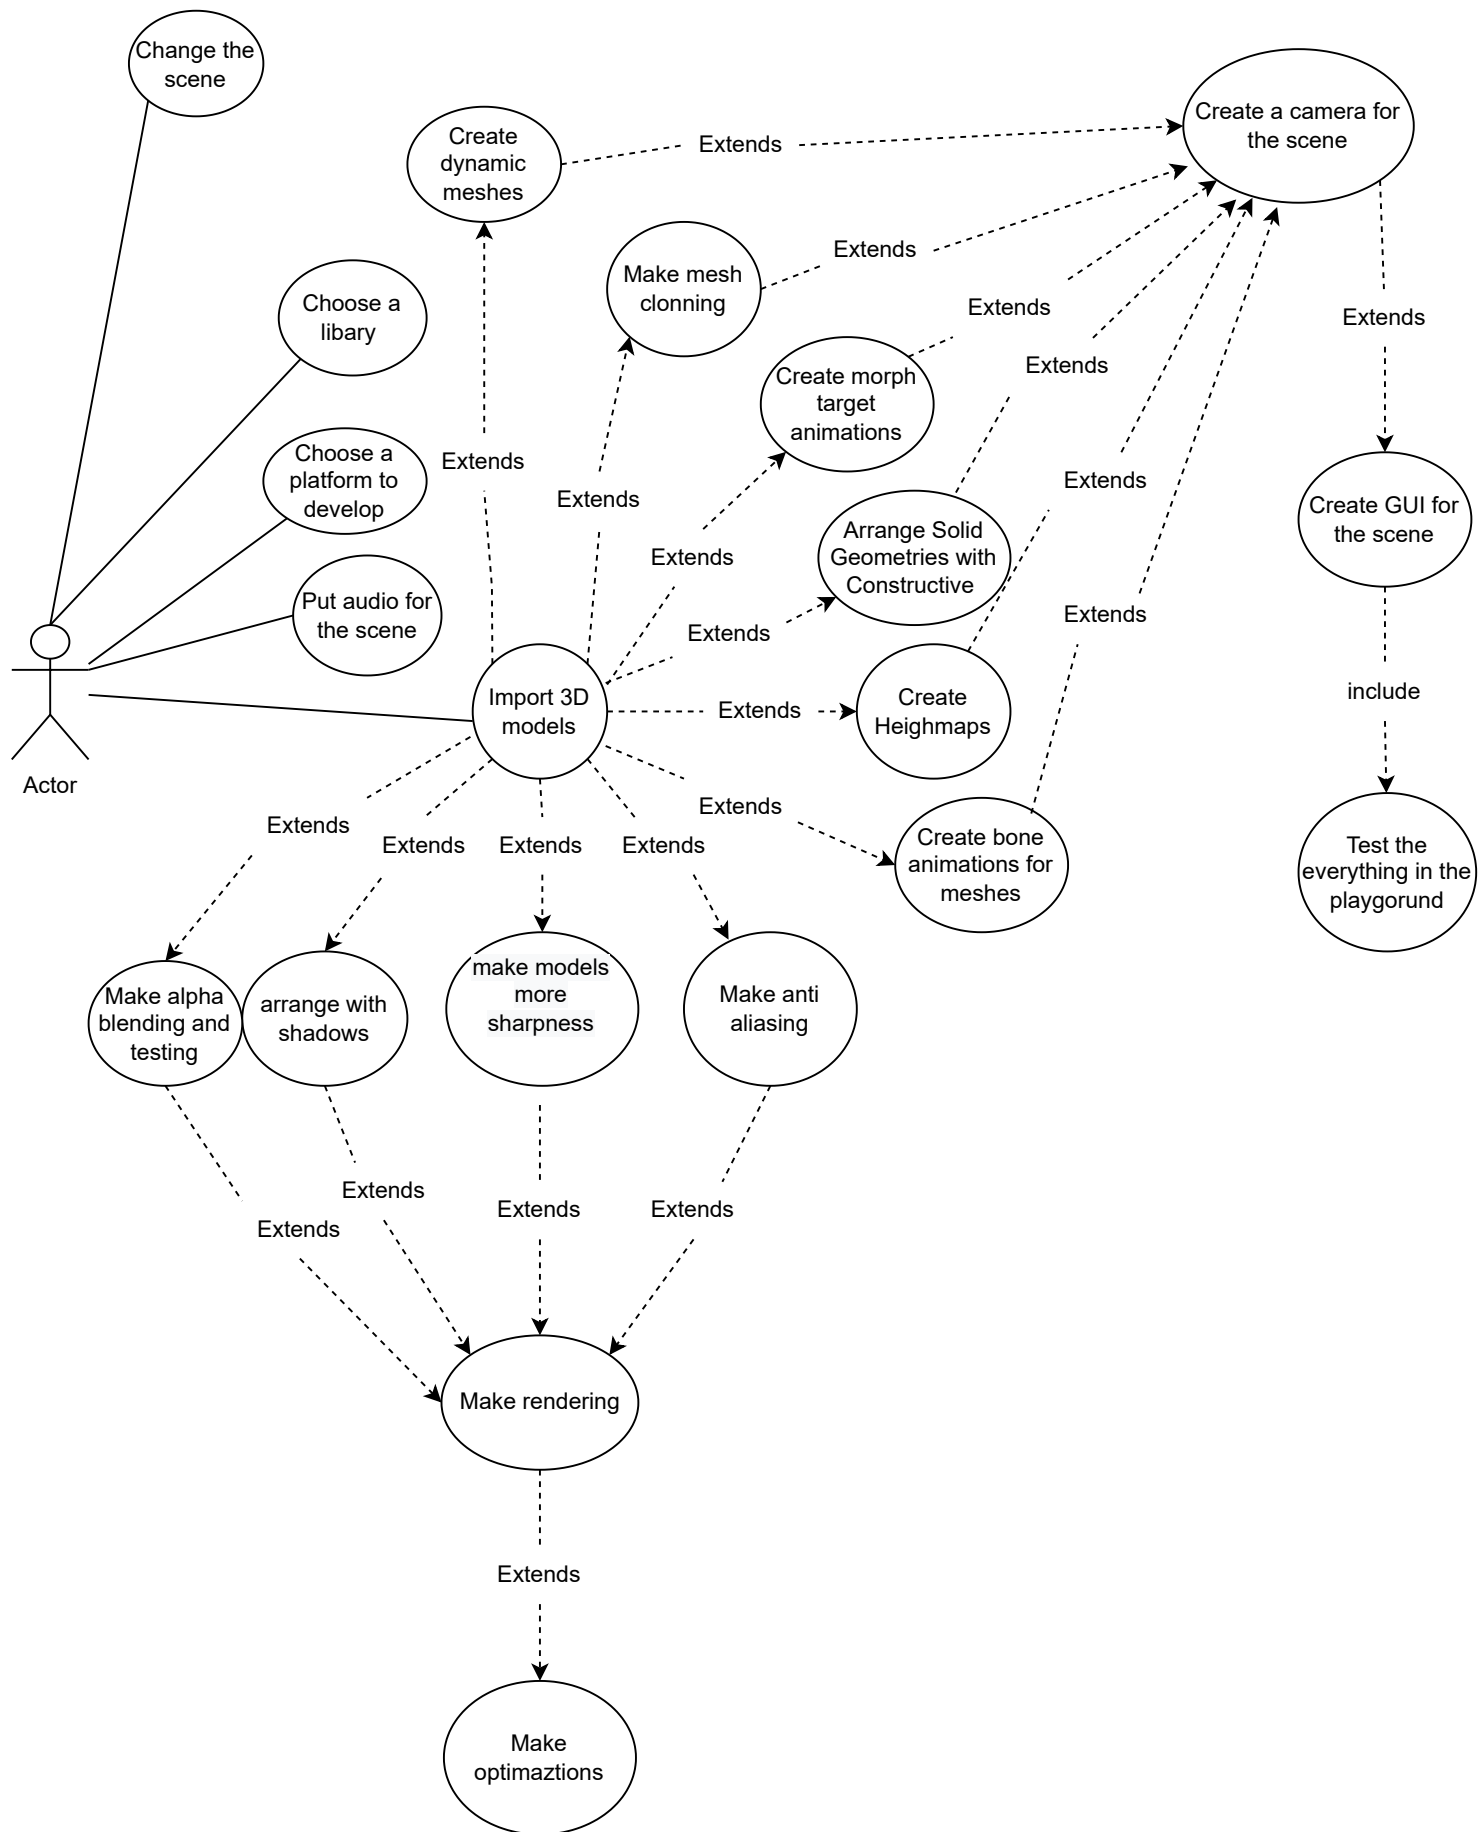 Change the
scene
Create
dynamic
meshes
Extends
Create a camera for
the scene
Make mesh
clonning
Extends
Choose a
libary
Extends
Extends
Extends
Create morph
target
animations
Choose a
platform to
develop
Extends
Extends
Extends
Create GUI for
the scene
Arrange Solid
Geometries with
Constructive
Extends
Put audio for
the scene
Extends
Extends
include
Import 3D
models
Extends
Create
Heighmaps
Actor
Extends
Extends
Extends
Extends
Extends
Create bone
animations for
meshes
Test the
everything in the
playgorund
Make alpha
blending and
testing
arrange with
shadows
make models
more
sharpness
Make anti
aliasing
Extends
Extends
Extends
Extends
Make rendering
Extends
Make
optimaztions